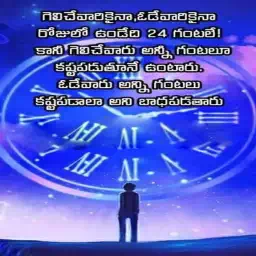 గెలిచేవారికైనా,ఓడేవారికైనా
రోజులో ఉండేది 24 గంటలే!
కాని గెలిచేవారు అన్ని గంటలూ
కష్టపడుతూనే ఉంటారు.
ఓడేవారు అన్ని గంటలు
కష్టపడాలా అని బాధపడతారు